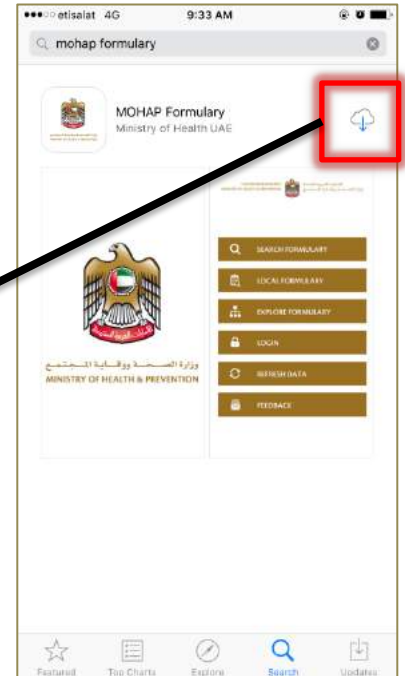 etisalat 4G 9:33 AM
mohap formulary
MOHAP Formulary
Ministry of Health UAE
SEARCH FORMULARY
LOCAL FORMULARY
EXPLORE FORMULARY
LOGIN
REFRESH DATA
FEEDBACK
وزارة الصحة ووقاية المجتمع
MINISTRY OF HEALTH & PREVENTION
Featured Top Charts Explore Search Updates